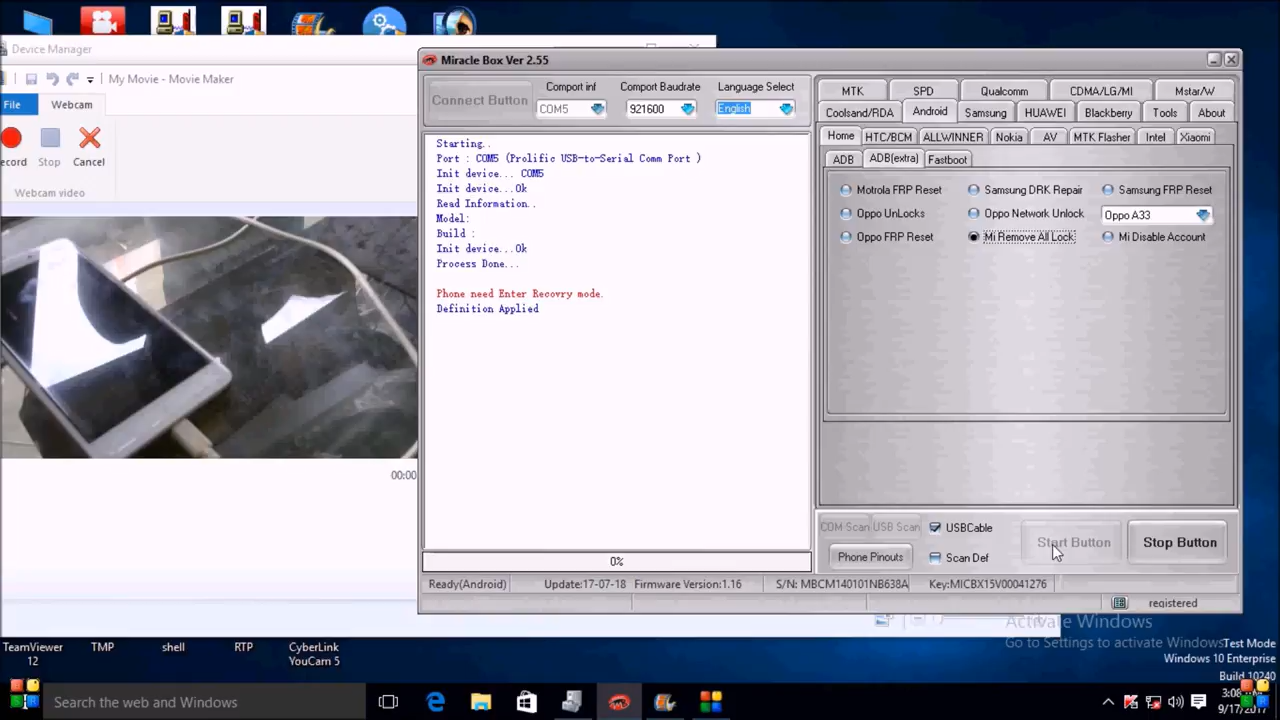 Device Manager
My Movie - Movie Maker
File
Webcam
ecord
Stop
Cancel
Webcam video
00:00
Miracle Box Ver 2.55
Connect Button
Comport inf
Comport Baudrate
Language Select
COM5
921600
English
Starting..
Port : COM5 (Prolific USB-to-Serial Comm Port )
Init device... COM5
Init device...Ok
Read Information..
Model:
Build :
Init device...Ok
Process Done...
Phone need Enter Recovry mode.
Definition Applied
0%
MTK
SPD
Qualcomm
CDMA/LG/MI
Mstar/W
Coolsand/RDA
Android
Samsung
HUAWEI
Blackberry
Tools
About
Home
HTC/BCM
ALLWINNER
Nokia
AV
MTK Flasher
Intel
Xiaomi
ADB
ADB(extra)
Fastboot
Motrola FRP Reset
Samsung DRK Repair
Samsung FRP Reset
Oppo UnLocks
Oppo Network Unlock
Oppo A33
Oppo FRP Reset
Mi Remove All Lock
Mi Disable Account
COM Scan
USB Scan
USBCable
Start Button
Stop Button
Phone Pinouts
Scan Def
Ready(Android)
Update:17-07-18
Firmware Version:1.16
S/N: MBCM140101NB638A
Key:MICBX15V00041276
registered
Activate Windows
Go to Settings to activate Windows
Test Mode
Windows 10 Enterprise
Build 10240
TeamViewer
12
TMP
shell
RTP
CyberLink
YouCam 5
Search the web and Windows
3:08
9/17/2017